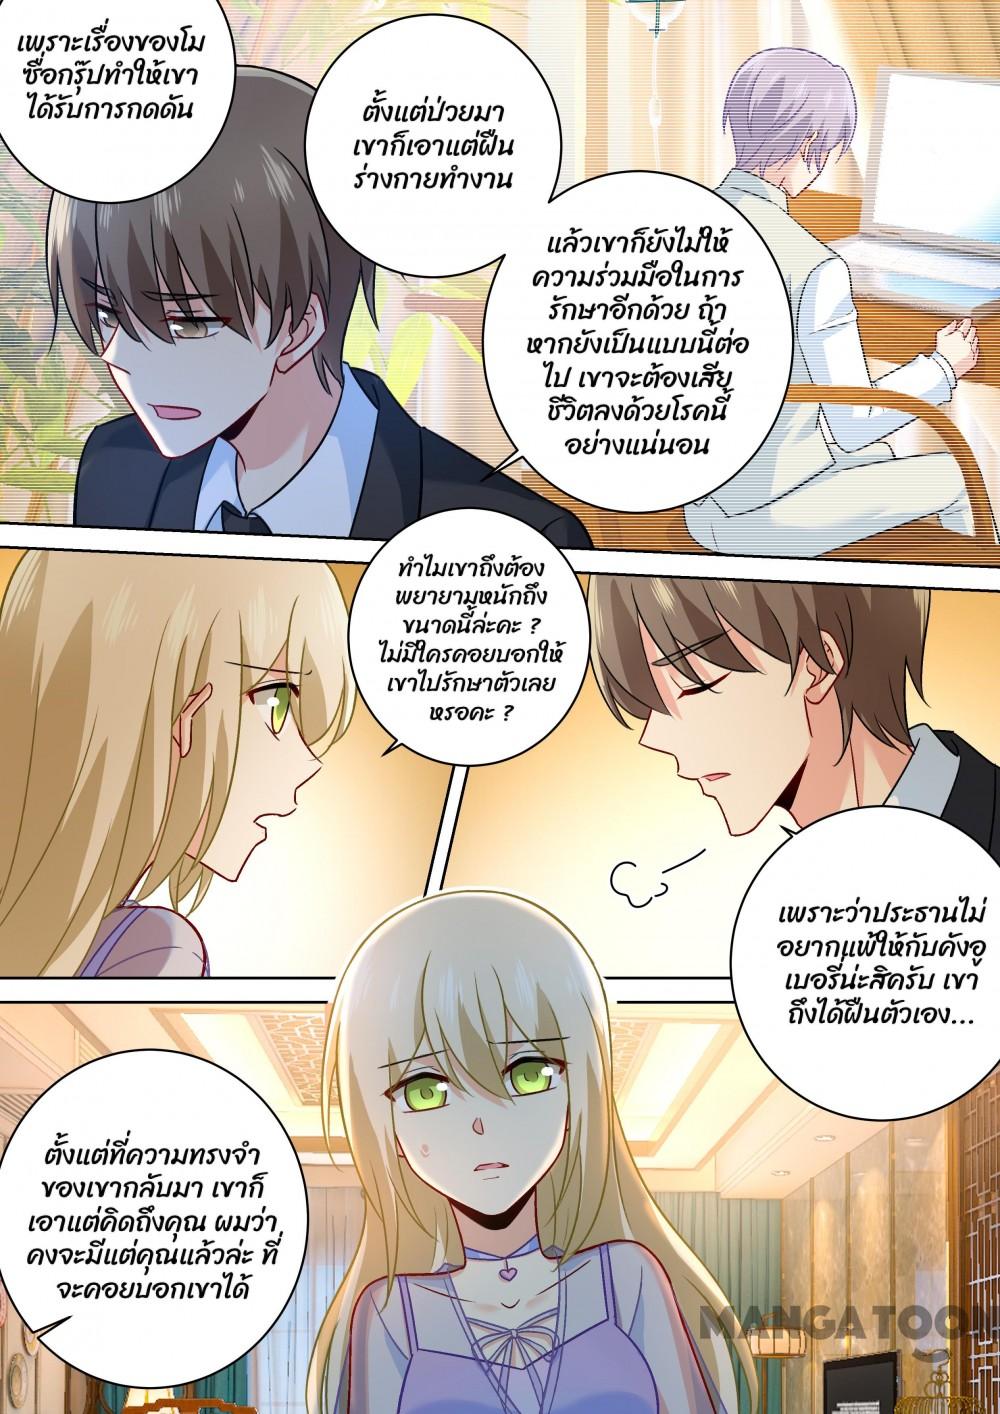 เพราะเรื่องของโม
ซื่อกรุ๊ปทำให้เขา
ได้รับการกดดัน
ตั้งแต่ป่วยมา
เขาก็เอาแต่ฝืน
ร่างกายทำงาน
แล้วเขาก็ยังไม่ให้
ความร่วมมือในการ
รักษาอีกด้วย ถ้า
หากยังเป็นแบบนี้ต่อ
ไป เขาจะต้องเสีย
ชีวิตลงด้วยโรคนี้
อย่างแน่นอน
ทำไมเขาถึงต้อง
พยายามหนักถึง
ขนาดนี้ล่ะคะ ?
ไม่มีใครคอยบอกให้
เขาไปรักษาตัวเลย
หรอคะ ?
เพราะว่าประธานไม่
อยากแพ้ให้กับคังอู
เบอรี่น่ะสิครับ เขา
ถึงได้ฝืนตัวเอง...
ตั้งแต่ที่ความทรงจำ
ของเขากลับมา เขาก็
เอาแต่คิดถึงคุณ ผมว่า
คงจะมีแต่คุณแล้วล่ะ ที่
จะคอยบอกเขาได้
MANGATOON